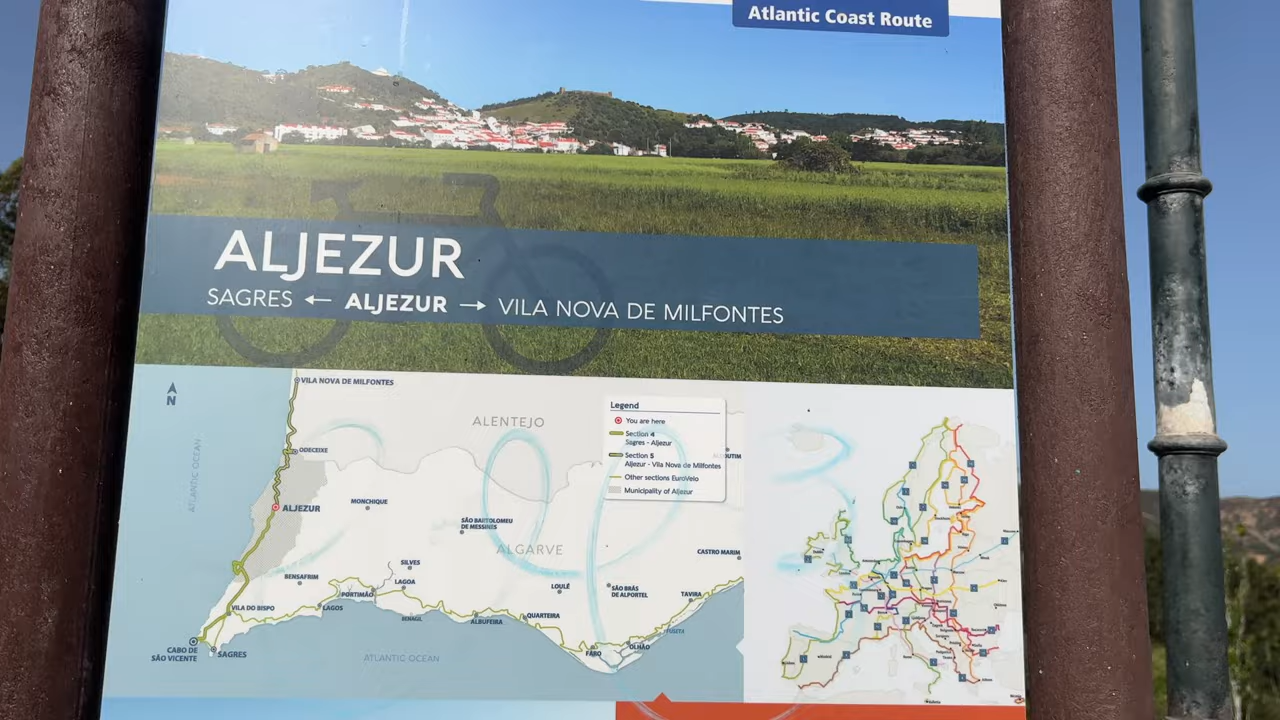 Atlantic Coast Route
ALJEZUR
SAGRES ← ALJEZUR → VILA NOVA DE MILFONTES
N
VILA NOVA DE MILFONTES
ALENTEJO
Legend
You are here
Section 4
Sagres - Aljezur
Section 5
Aljezur - Vila Nova de Milfontes
Other sections EuroVelo
Municipality of Aljezur
ODECEIXE
ATLANTIC OCEAN
MONCHIQUE
ALJEZUR
SÃO BARTOLOMEU
DE MESSINES
ALGARVE
CASTRO MARIM
SILVES
BENSAFRIM
LAGOA
LOULÉ
SÃO BRÁS
DE ALPORTEL
PORTIMÃO
TAVIRA
VILA DO BISPO
LAGOS
BENAGIL
ALBUFEIRA
QUARTEIRA
FUSETA
CABO DE
SÃO VICENTE
SAGRES
ATLANTIC OCEAN
FARO
OLHÃO